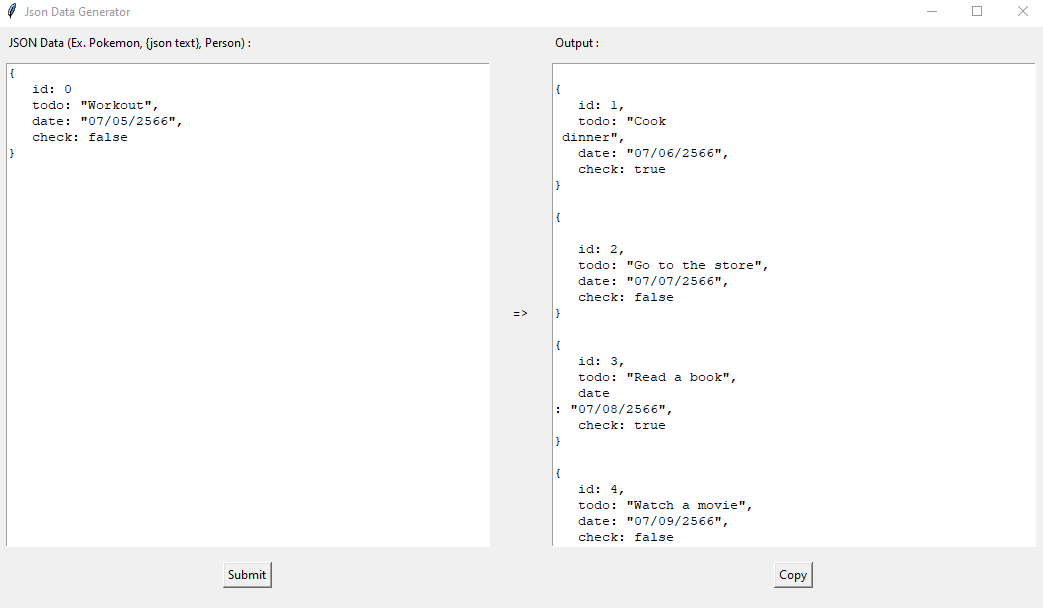 Json Data Generator
JSON Data (Ex. Pokemon, {json text}, Person) :
{
   id: 0
   todo: "Workout",
   date: "07/05/2566",
   check: false
}
Submit
=>
Output :
{
   id: 1,
   todo: "Cook
 dinner",
   date: "07/06/2566",
   check: true
}
{
   id: 2,
   todo: "Go to the store",
   date: "07/07/2566",
   check: false
}
{
   id: 3,
   todo: "Read a book",
   date
: "07/08/2566",
   check: true
}
{
   id: 4,
   todo: "Watch a movie",
   date: "07/09/2566",
   check: false
Copy